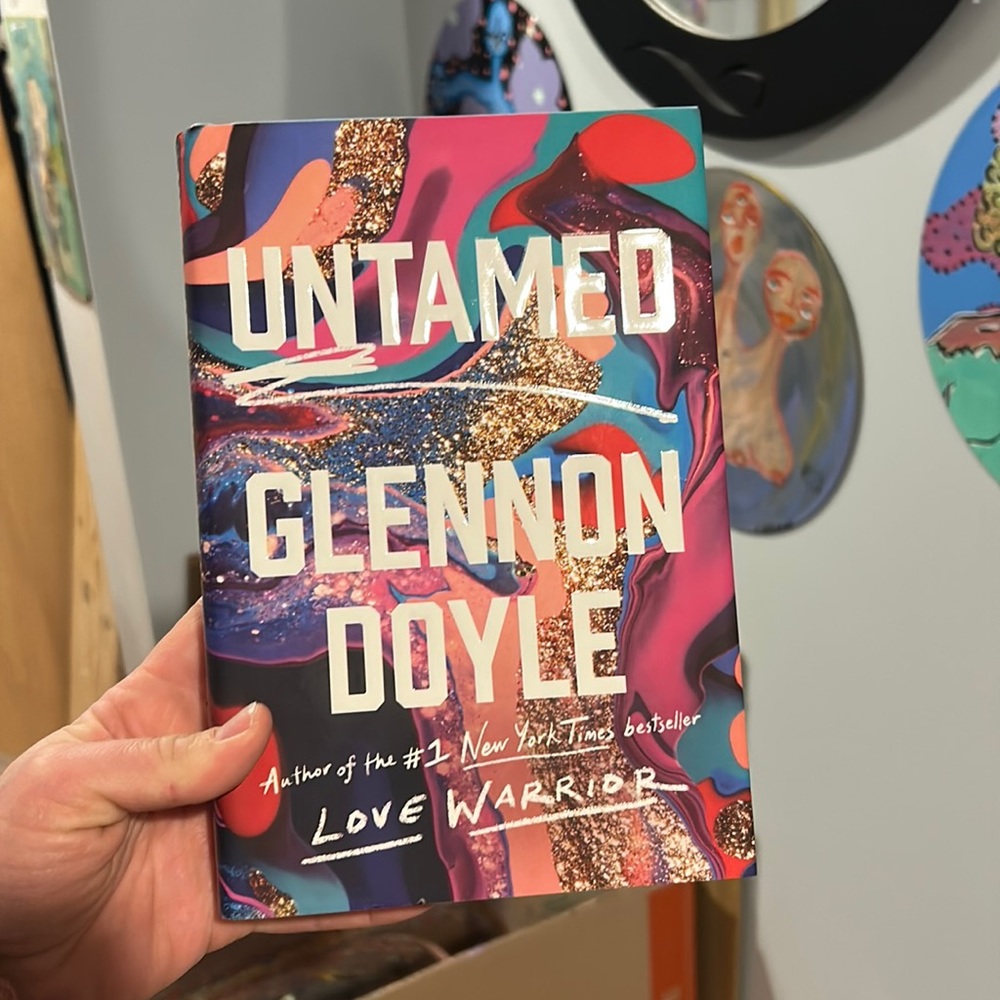 UNTAMED
GLENNON
DOYLE
Author of the #1 New York Times bestseller
LOVE WARRIOR